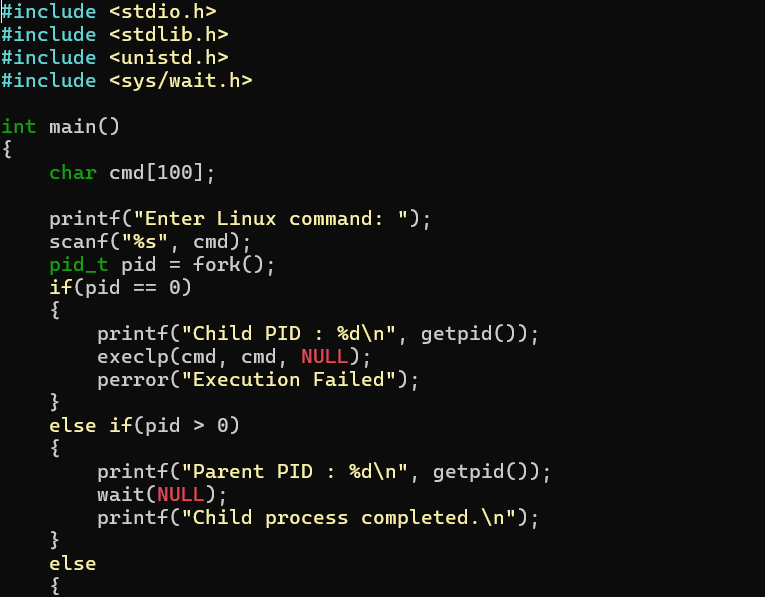 #include <stdio.h>
#include <stdlib.h>
#include <unistd.h>
#include <sys/wait.h>

int main()
{
    char cmd[100];

    printf("Enter Linux command: ");
    scanf("%s", cmd);
    pid_t pid = fork();
    if(pid == 0)
    {
        printf("Child PID : %d\n", getpid());
        execlp(cmd, cmd, NULL);
        perror("Execution Failed");
    }
    else if(pid > 0)
    {
        printf("Parent PID : %d\n", getpid());
        wait(NULL);
        printf("Child process completed.\n");
    }
    else
    {